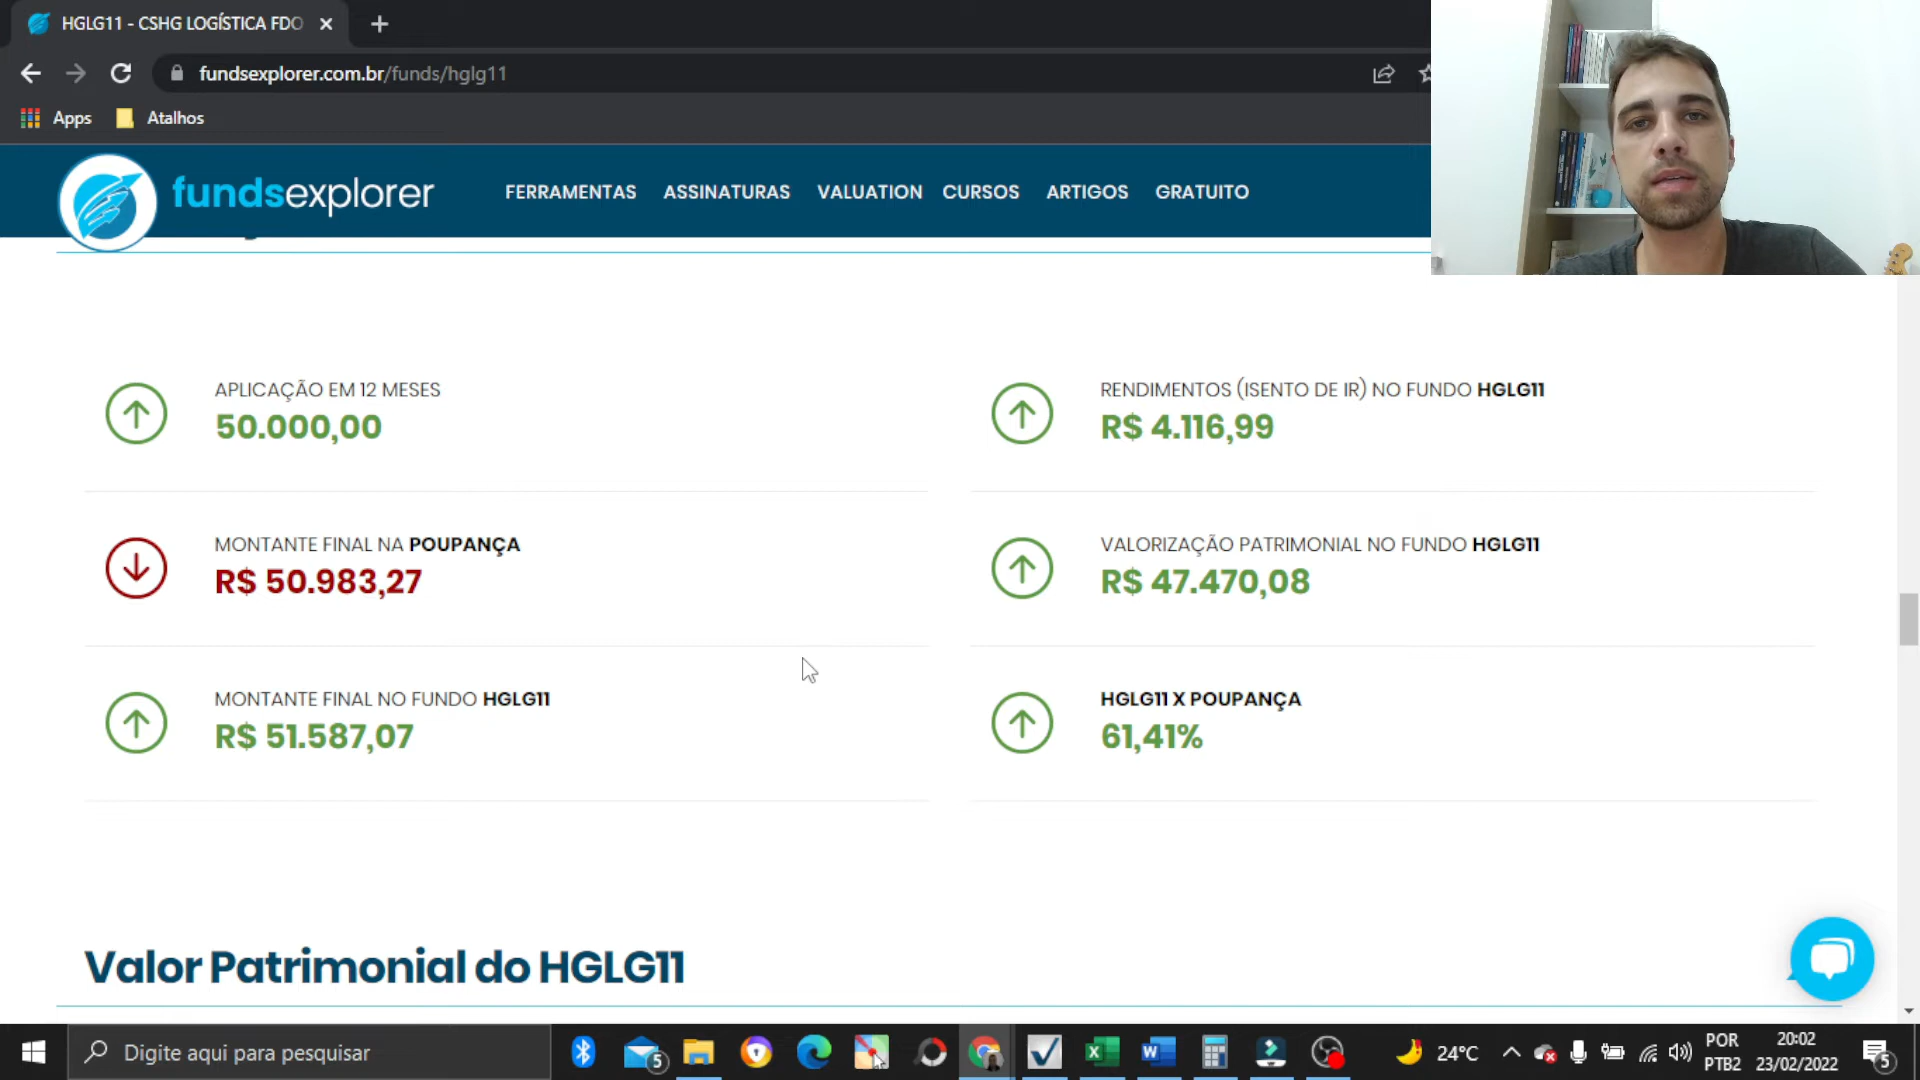 HGLG11 - CSHG LOGÍSTICA FDO
fundsexplorer.com.br/funds/hglg11
Apps
Atalhos
fundsexplorer
FERRAMENTAS
ASSINATURAS
VALUATION
CURSOS
ARTIGOS
GRATUITO
APLICAÇÃO EM 12 MESES
50.000,00
RENDIMENTOS (ISENTO DE IR) NO FUNDO HGLG11
R$ 4.116,99
MONTANTE FINAL NA POUPANÇA
R$ 50.983,27
VALORIZAÇÃO PATRIMONIAL NO FUNDO HGLG11
R$ 47.470,08
MONTANTE FINAL NO FUNDO HGLG11
R$ 51.587,07
HGLG11 X POUPANÇA
61,41%
Valor Patrimonial do HGLG11
Digite aqui para pesquisar
5
24°C
POR
PTB2
20:02
23/02/2022
5